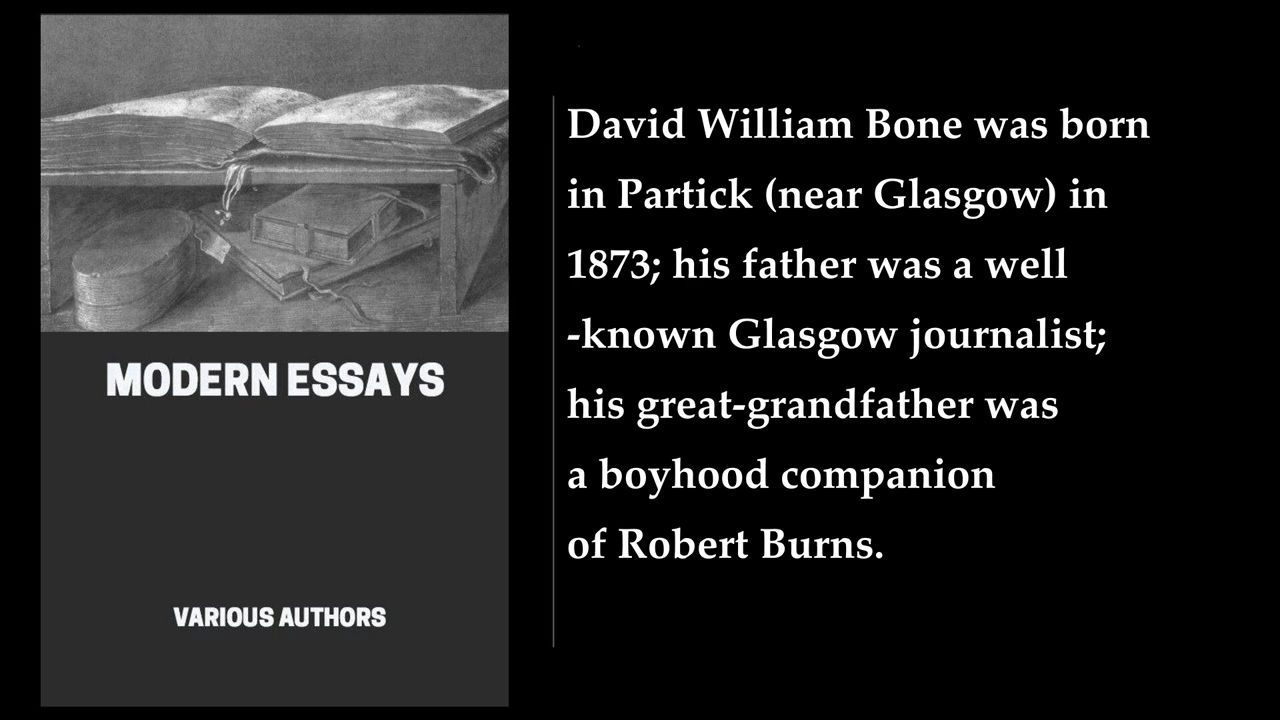 MODERN ESSAYS
VARIOUS AUTHORS
David William Bone was born
in Partick (near Glasgow) in
1873; his father was a well
-known Glasgow journalist;
his great-grandfather was
a boyhood companion
of Robert Burns.